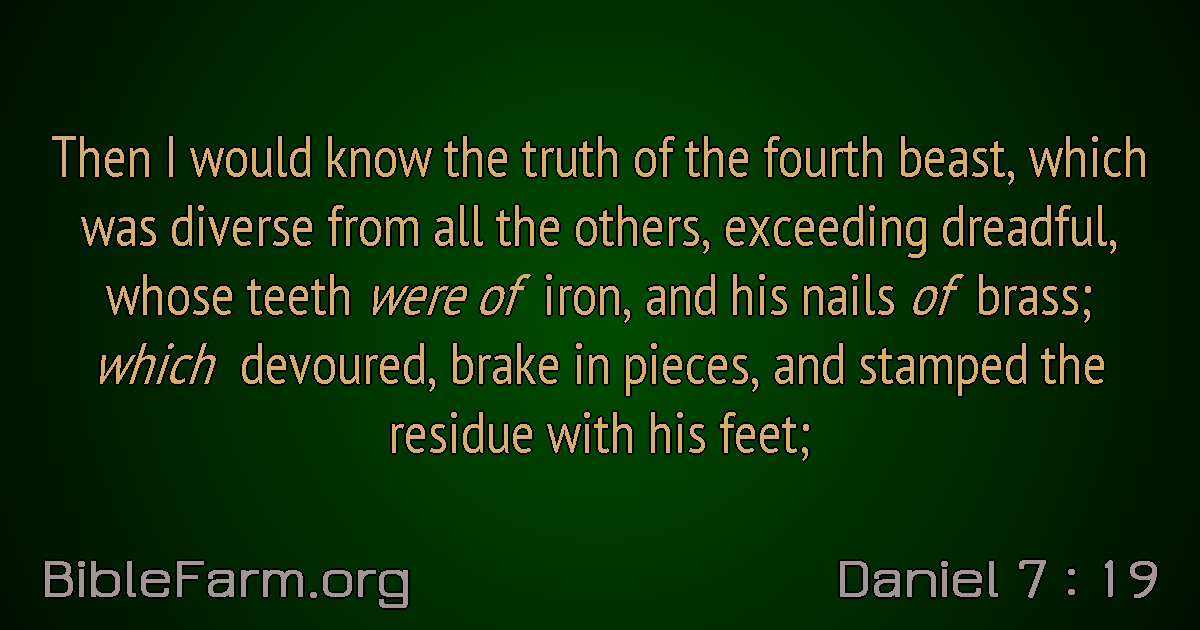 Then I would know the truth of the fourth beast, which
was diverse from all the others, exceeding dreadful,
whose teeth were of iron, and his nails of brass;
which devoured, brake in pieces, and stamped the
residue with his feet;
BibleFarm.org
Daniel 7 : 19